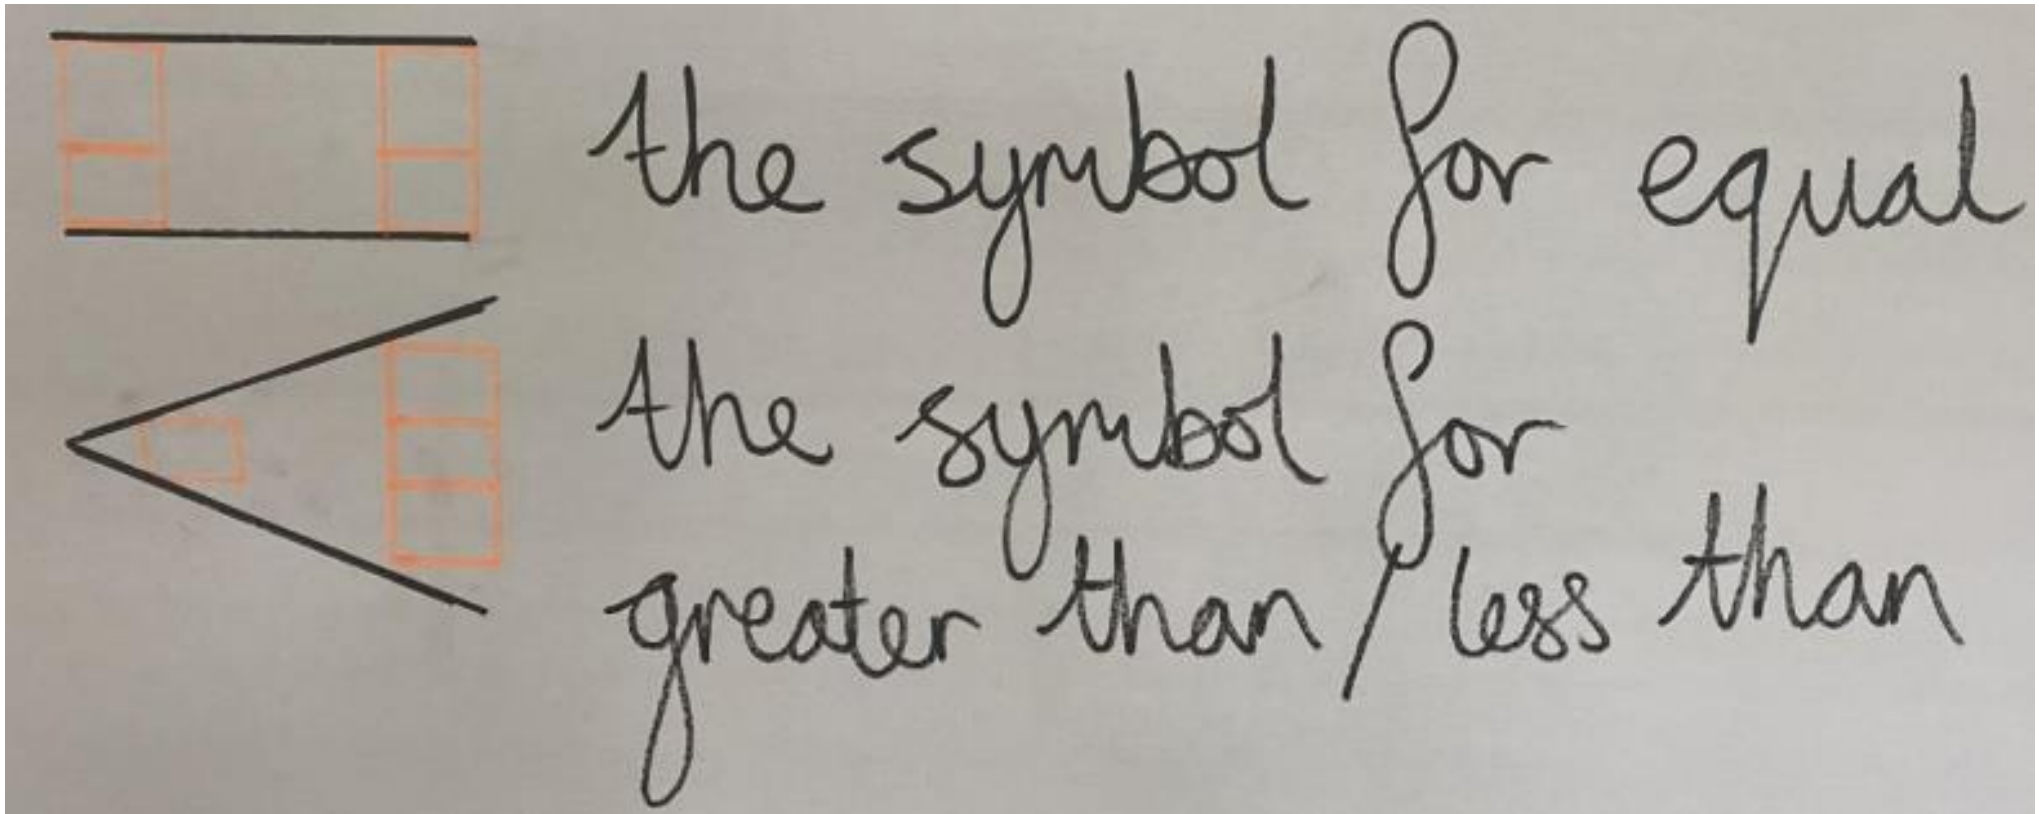 the symbol for equal
the symbol for
greater than / less than